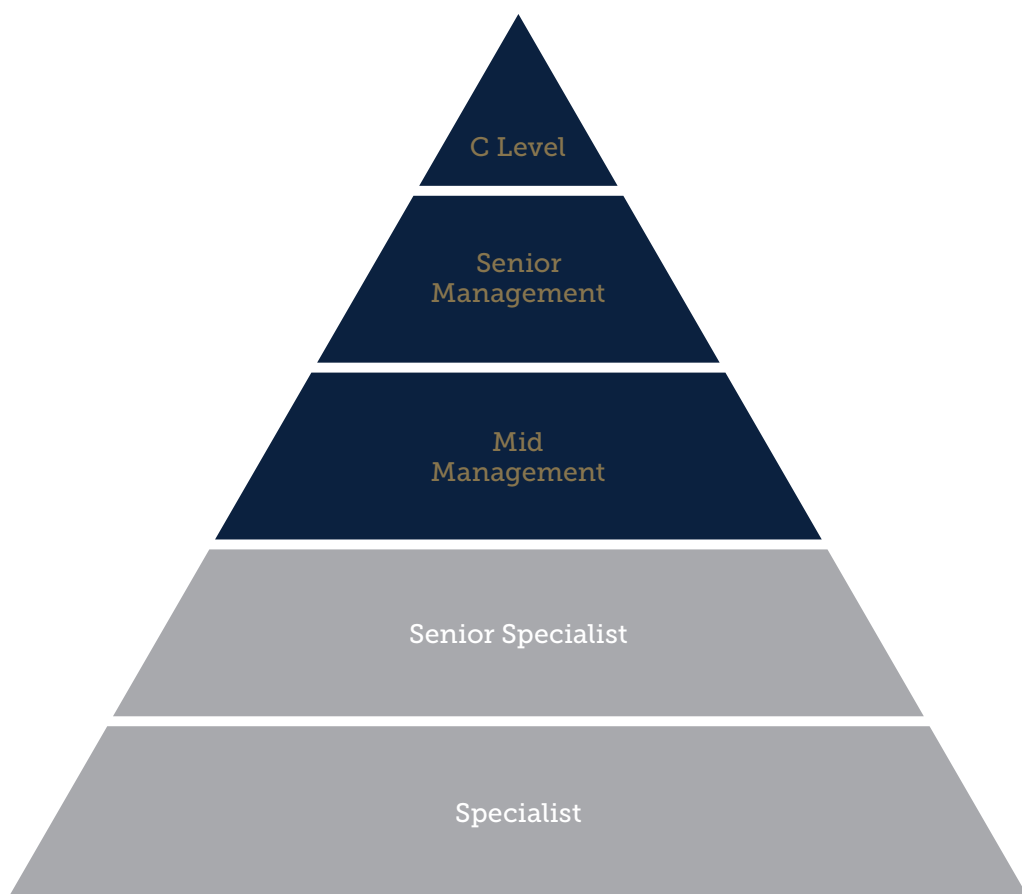 C Level
Senior
Management
Mid
Management
Senior Specialist
Specialist